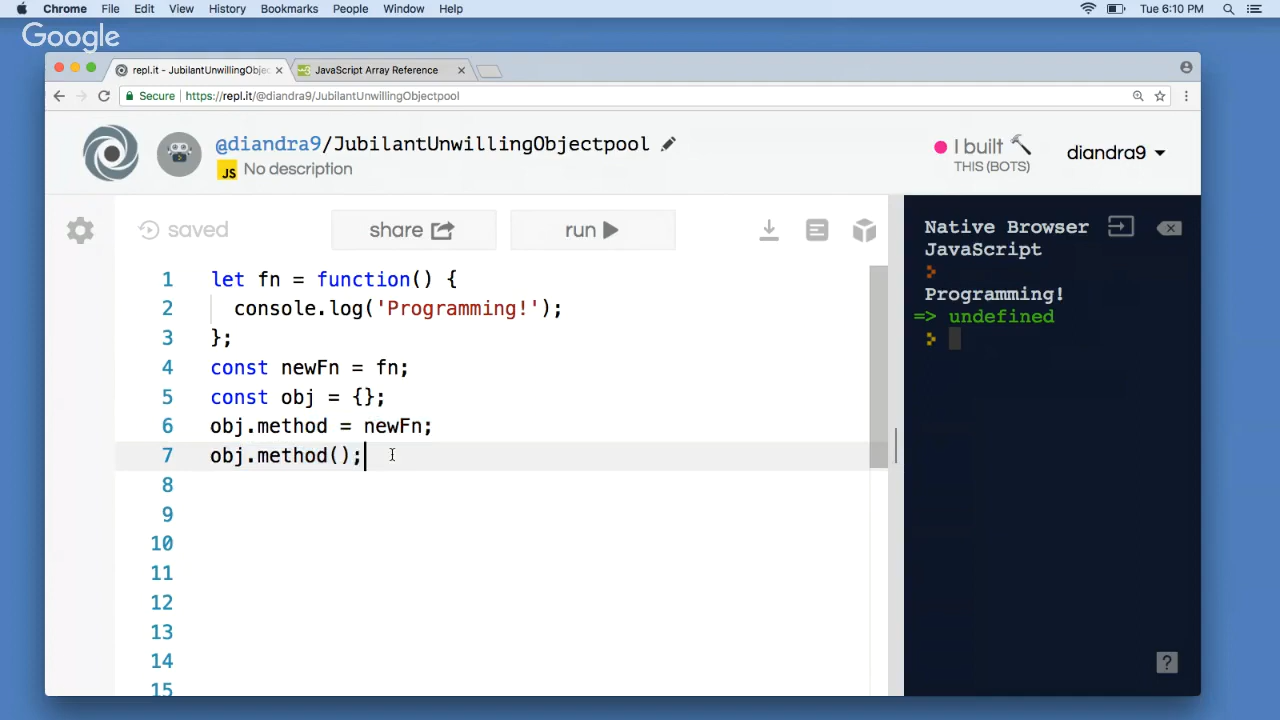 Chrome File Edit View History Bookmarks People Window Help Tue 6:10 PM
Google
repl.it - JubilantUnwillingObjec JavaScript Array Reference
Secure https://repl.it/@diandra9/JubilantUnwillingObjectpool
@diandra9/JubilantUnwillingObjectpool
JS No description
I built
THIS (BOTS)
diandra9
saved share run
1 let fn = function() {
2 console.log('Programming!');
3 };
4 const newFn = fn;
5 const obj = {};
6 obj.method = newFn;
7 obj.method();
8
9
10
11
12
13
14
15
Native Browser
JavaScript
Programming!
=> undefined
?